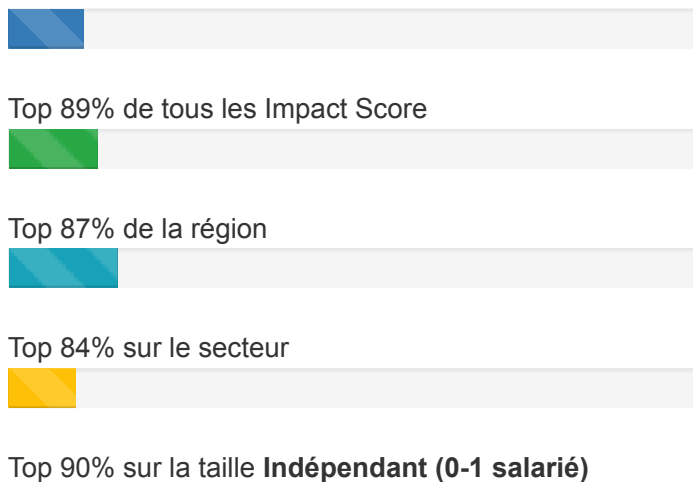 Top 89% de tous les Impact Score
Top 87% de la région
Top 84% sur le secteur
Top 90% sur la taille Indépendant (0-1 salarié)